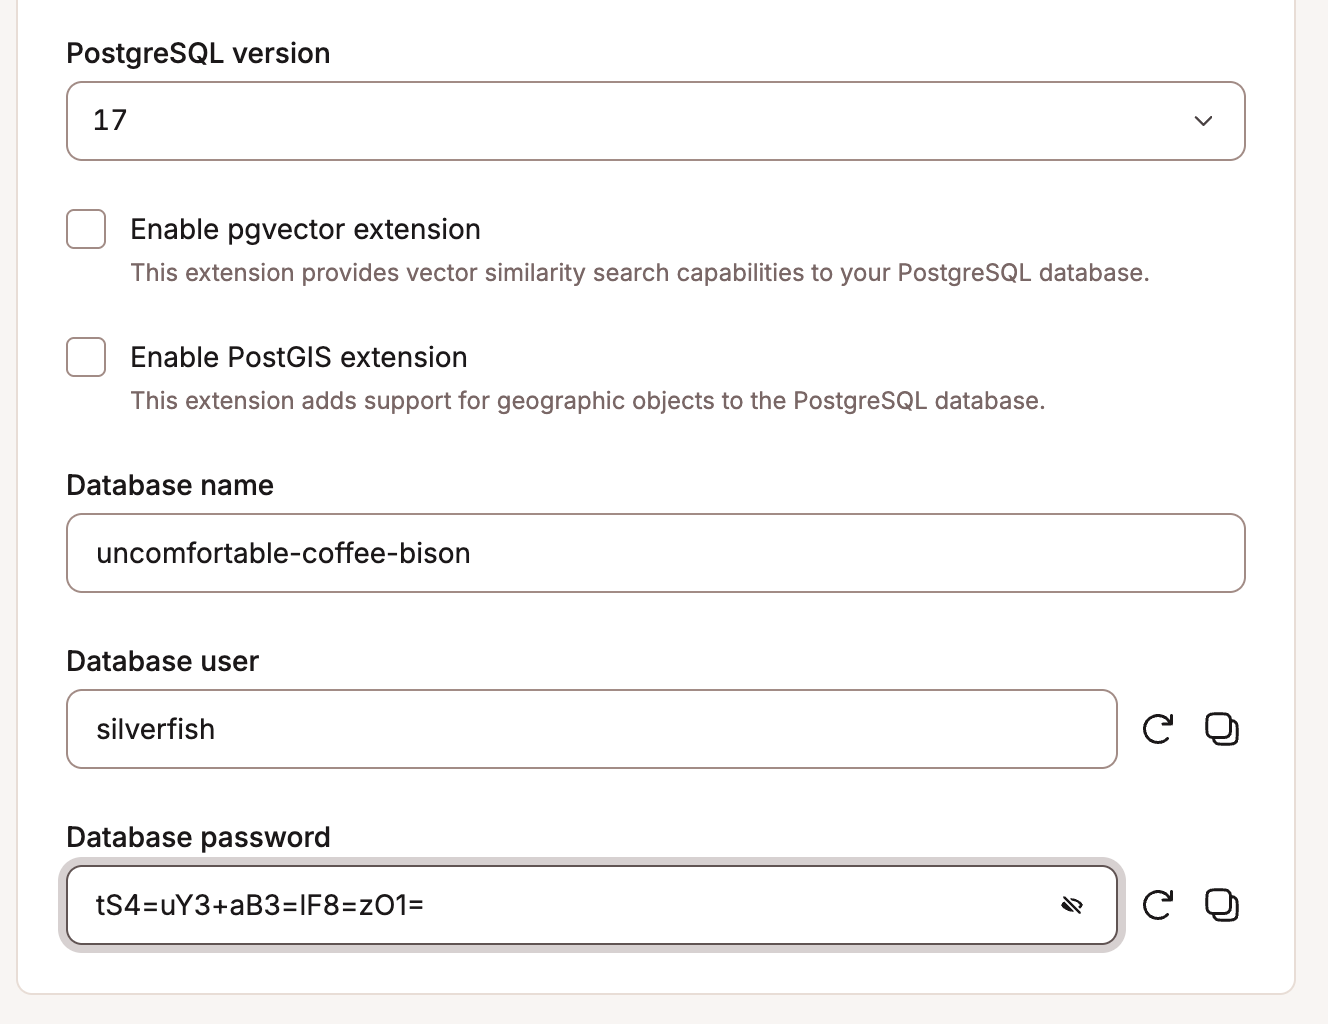 PostgreSQL version
17
Enable pgvector extension
This extension provides vector similarity search capabilities to your PostgreSQL database.
Enable PostGIS extension
This extension adds support for geographic objects to the PostgreSQL database.
Database name
uncomfortable-coffee-bison
Database user
silverfish
Database password
tS4=uY3+aB3=lF8=zO1=